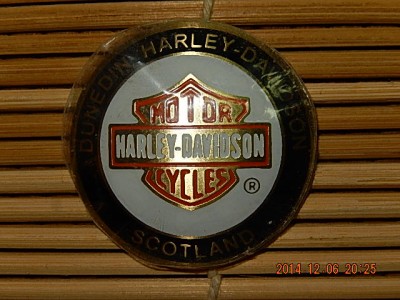 DUNEDIN HARLEY-DAVIDSON
MOTOR
HARLEY-DAVIDSON
CYCLES
®
SCOTLAND
2014.12.06 20:25